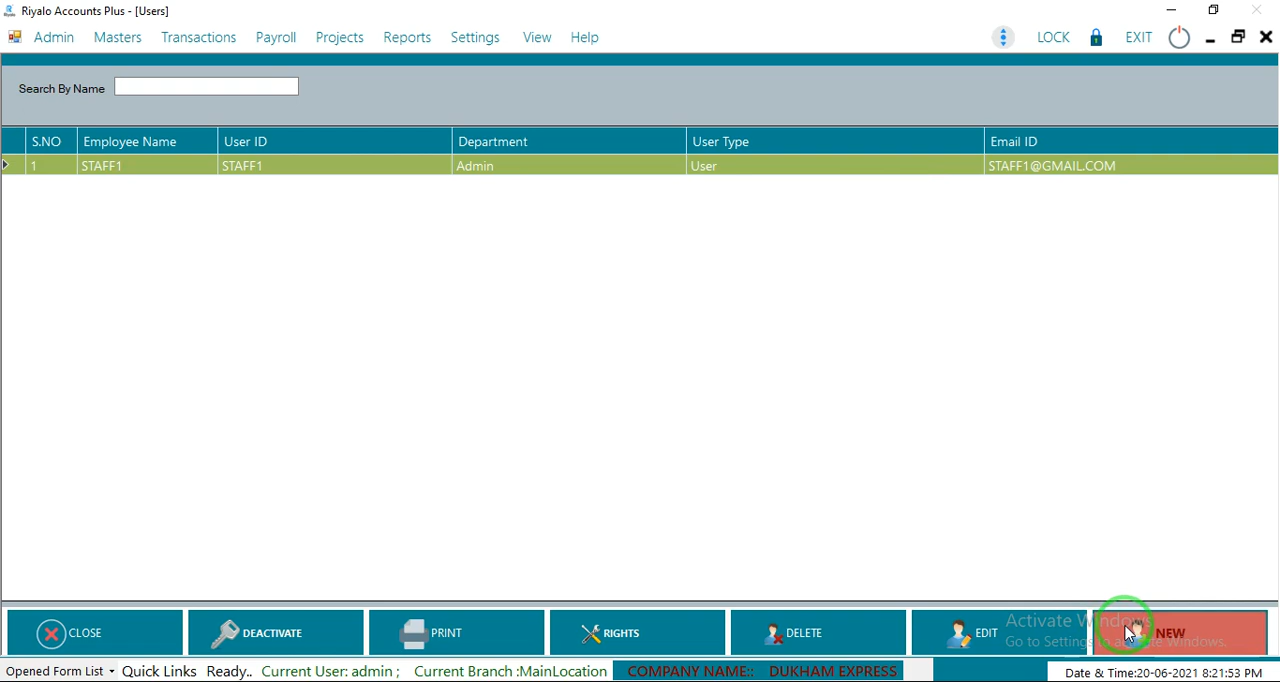 Riyalo Accounts Plus - [Users]
Admin Masters Transactions Payroll Projects Reports Settings View Help LOCK EXIT
Search By Name
S.NO Employee Name User ID Department User Type Email ID
1 STAFF1 STAFF1 Admin User STAFF1@GMAIL.COM
Activate Windows
Go to Settings to activate Windows.
CLOSE DEACTIVATE PRINT RIGHTS DELETE EDIT NEW
Opened Form List Quick Links Ready.. Current User: admin ; Current Branch :MainLocation COMPANY NAME:: DUKHAM EXPRESS Date & Time:20-06-2021 8:21:53 PM